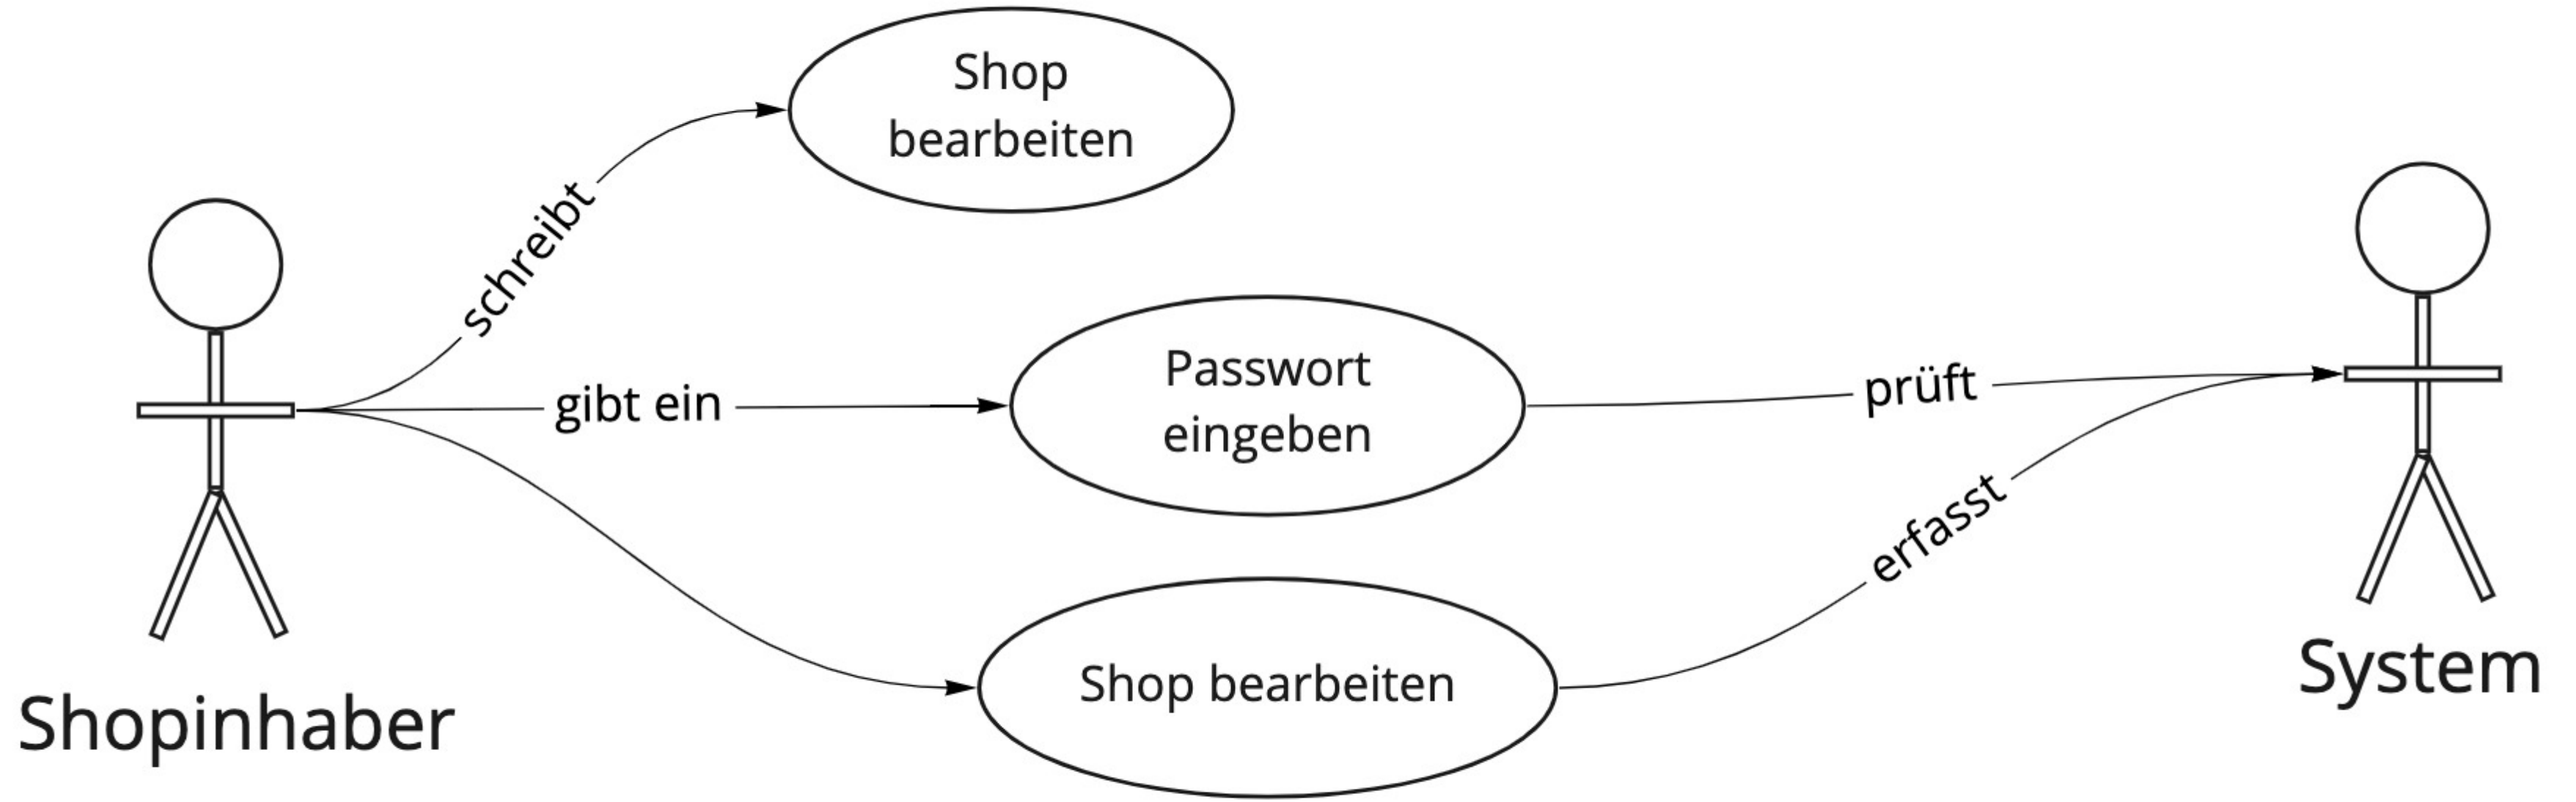 Shop
bearbeiten
schreibt
gibt ein
Passwort
eingeben
prüft
erfasst
Shop bearbeiten
Shopinhaber
System